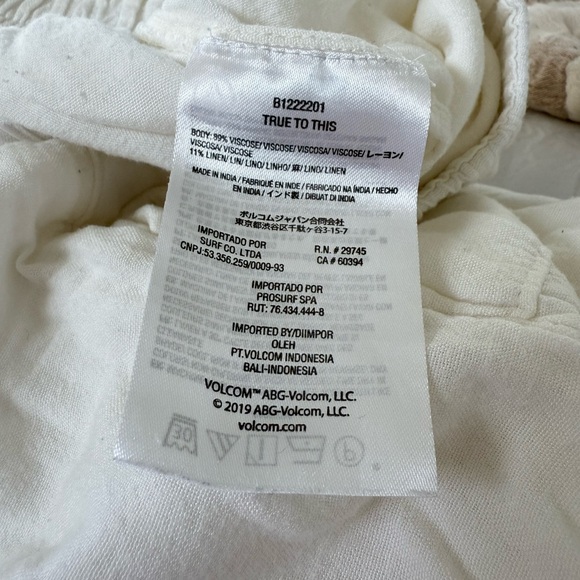 B1222201
TRUE TO THIS
BODY: 89% VISCOSE/ VISCOSE/ VISCOSA/ VISCOSE/ レーヨン/
VISCOSA/ VISCOSE
11% LINEN/ LIN/ LINO/ LINHO/ 麻/ LINO/ LINEN
MADE IN INDIA / FABRIQUÉ EN INDE / FABRICADO NA ÍNDIA / HECHO
EN INDIA / インド製 / DIBUAT DI INDIA
ボルコムジャパン合同会社
東京都渋谷区千駄ヶ谷3-15-7
IMPORTADO POR
SURF CO. LTDA
CNPJ:53.356.259/0009-93
R.N. # 29745
CA # 60394
IMPORTADO POR
PROSURF SPA
RUT: 76.434.444-8
IMPORTED BY/DIIMPOR
OLEH
PT.VOLCOM INDONESIA
BALI-INDONESIA
VOLCOM™ ABG-Volcom, LLC.
© 2019 ABG-Volcom, LLC.
volcom.com
30
P